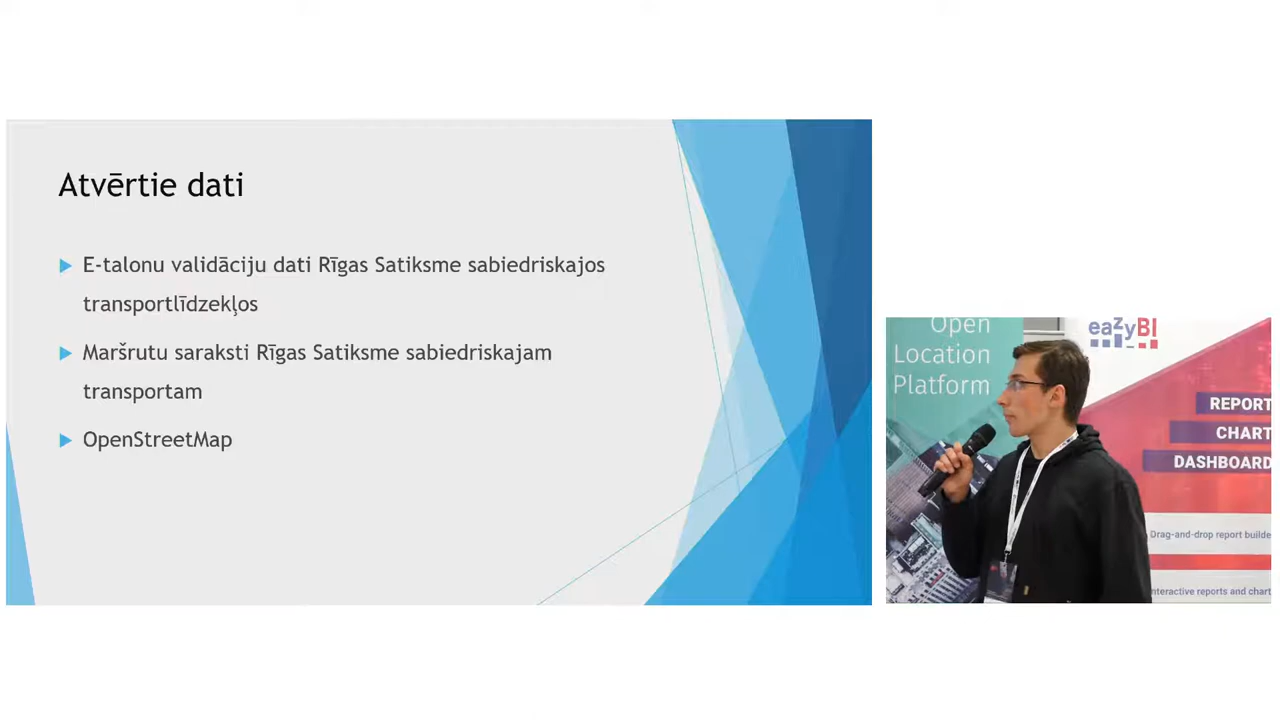 Atvērtie dati
E-talonu validāciju dati Rīgas Satiksme sabiedriskajos
transportlīdzekļos
Maršrutu saraksti Rīgas Satiksme sabiedriskajam
transportam
OpenStreetMap
Open
Location
Platform
eazyBI
REPORT
CHART
DASHBOARD
Drag-and-drop report builde
nteractive reports and chart